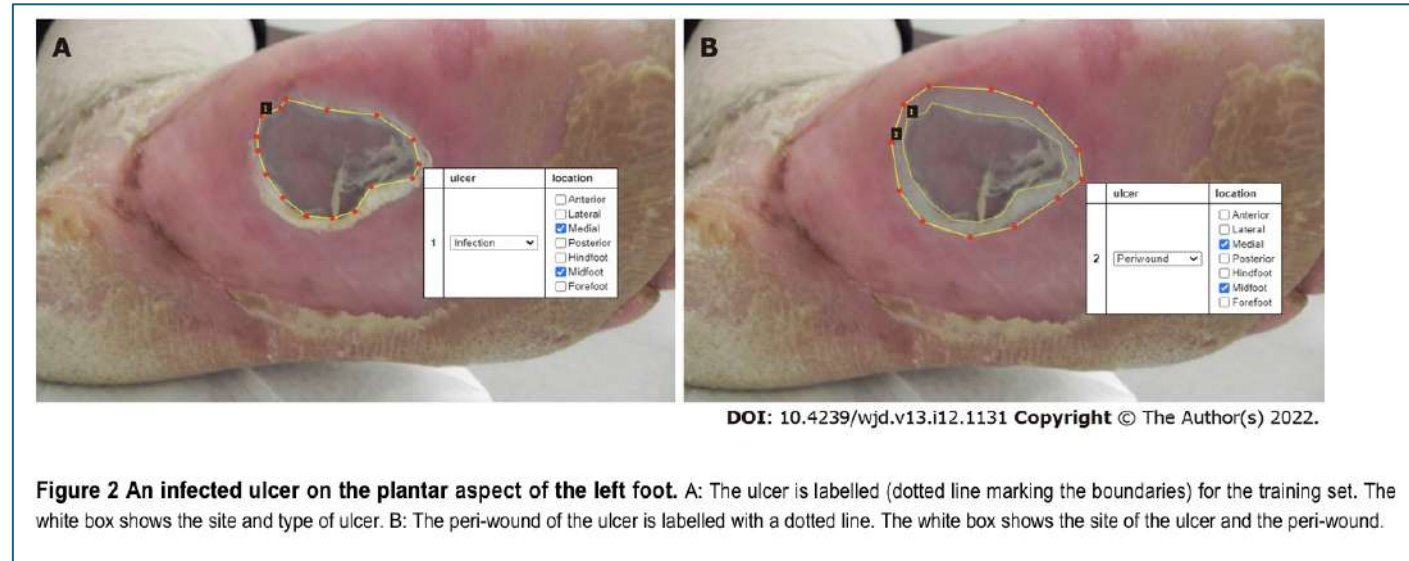 A
1
ulcer
location
1
Infection
Anterior
Lateral
Medial
Posterior
Hindfoot
Midfoot
Forefoot
B
1
2
ulcer
location
2
Periwound
Anterior
Lateral
Medial
Posterior
Hindfoot
Midfoot
Forefoot
DOI: 10.4239/wjd.v13.i12.1131 Copyright © The Author(s) 2022.
Figure 2 An infected ulcer on the plantar aspect of the left foot. A: The ulcer is labelled (dotted line marking the boundaries) for the training set. The
white box shows the site and type of ulcer. B: The peri-wound of the ulcer is labelled with a dotted line. The white box shows the site of the ulcer and the peri-wound.